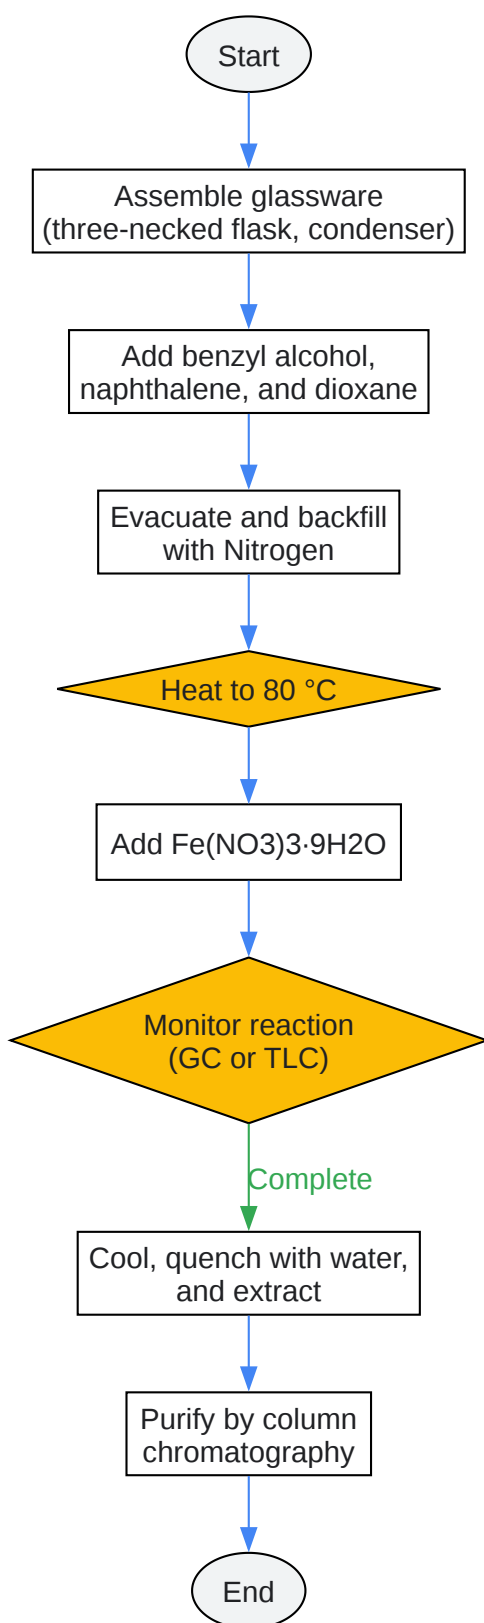 Start
Assemble glassware
(three-necked flask, condenser)
Add benzyl alcohol,
naphthalene, and dioxane
Evacuate and backfill
with Nitrogen
Heat to 80 °C
Add Fe(NO3)3·9H2O
Monitor reaction
(GC or TLC)
Complete
Cool, quench with water,
and extract
Purify by column
chromatography
End